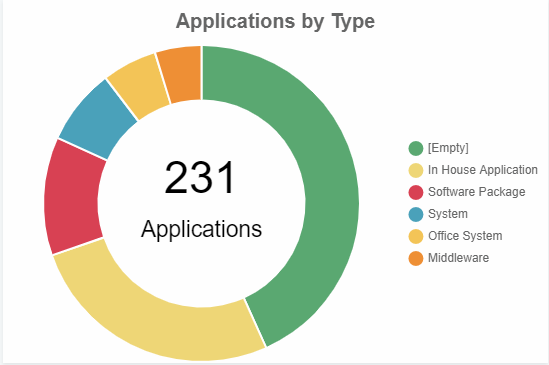 Applications by Type
231
Applications
[Empty]
In House Application
Software Package
System
Office System
Middleware